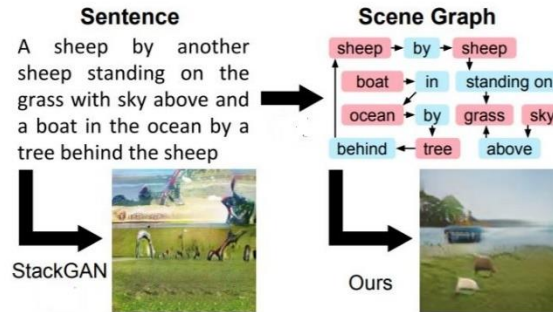 Sentence
A sheep by another
sheep standing on the
grass with sky above and
a boat in the ocean by a
tree behind the sheep
StackGAN
Scene Graph
sheep by sheep
boat in standing on
ocean by grass sky
behind tree above
Ours